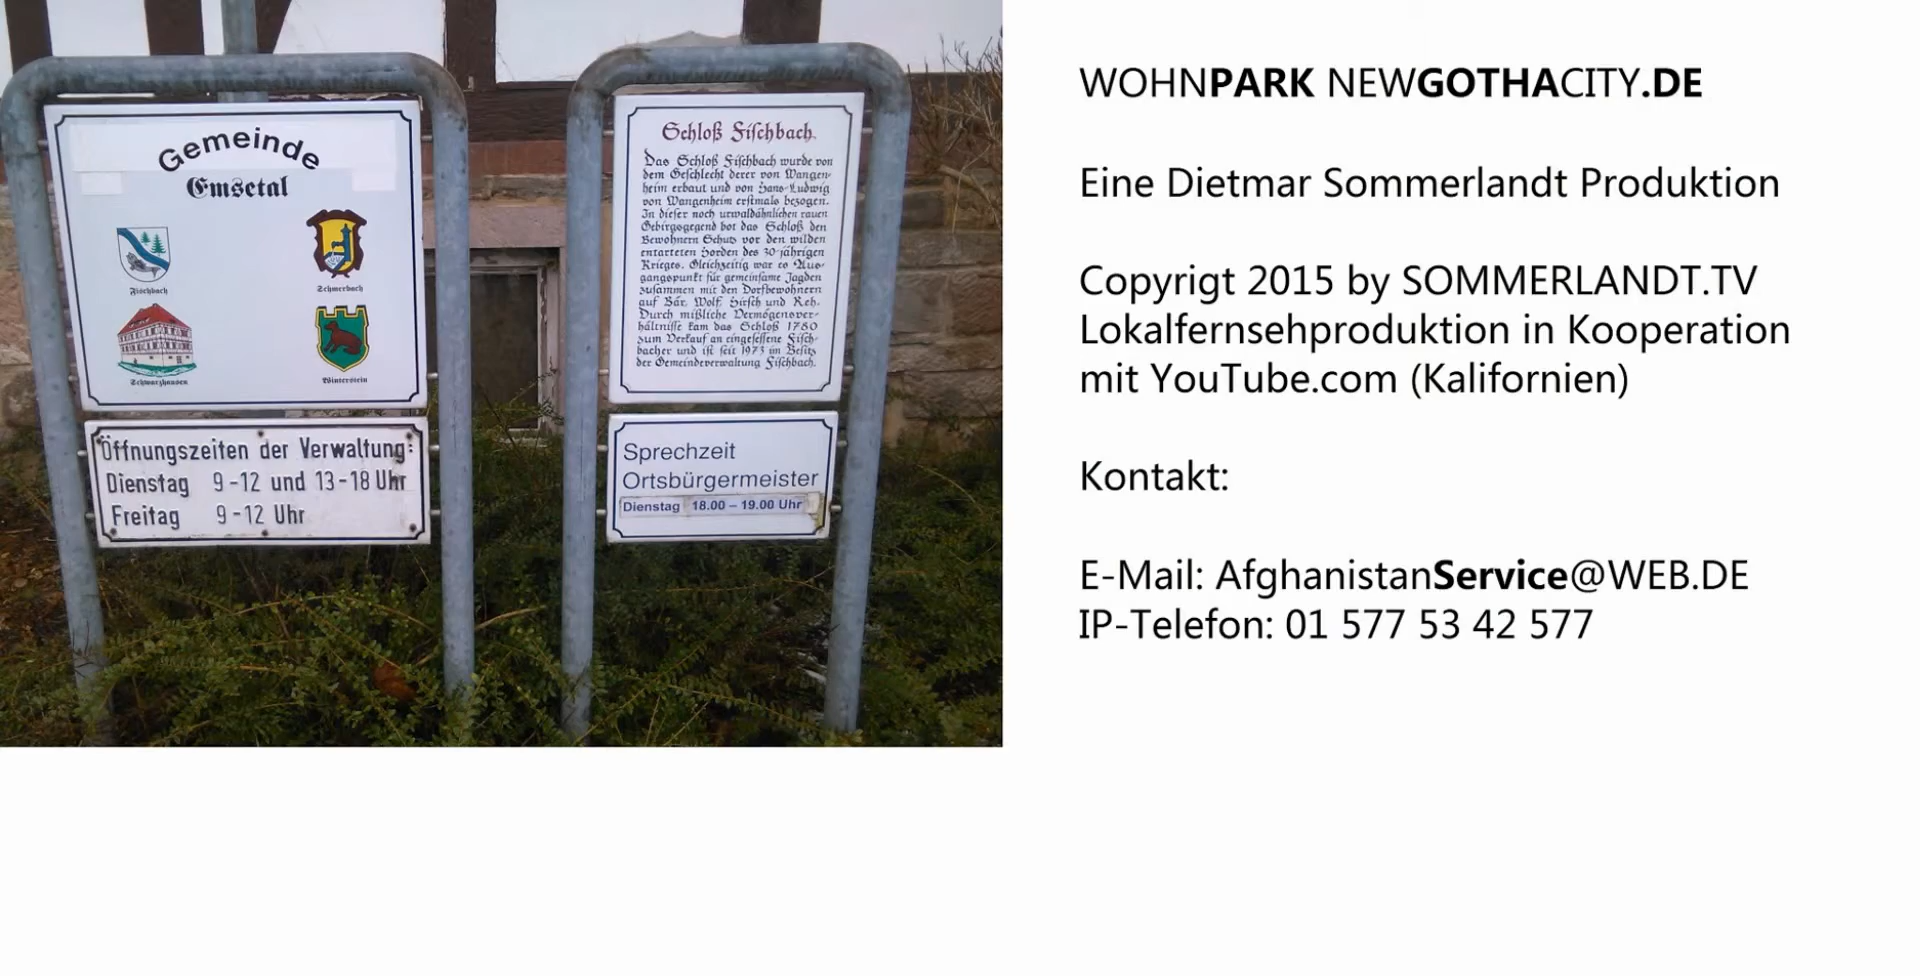 Gemeinde
Emsetal
Fischbach
Schmerbach
Schwarzhausen
Winterstein
Öffnungszeiten der Verwaltung:
Dienstag 9-12 und 13-18 Uhr
Freitag 9-12 Uhr
Schloß Fischbach.
Das Schloß Fischbach wurde von
dem Geschlecht derer von Wangen-
heim erbaut und von Hans-Ludwig
von Wangenheim erstmals bezogen.
In dieser noch urwaldähnlichen rauen
Gebirgsgegend bot das Schloß den
Bewohnern Schutz vor den wilden
entarteten Horden des 30-jährigen
Krieges. Gleichzeitig war es Aus-
gangspunkt für gemeinsame Jagden
zusammen mit den Dorfbewohnern
auf Bär, Wolf, Hirsch und Reh.
Durch mißliche Vermögensver-
hältnisse kam das Schloß 1780
zum Verkauf an eingesessene Fisch-
bacher und ist seit 1973 im Besitz
der Gemeindeverwaltung Fischbach.
Sprechzeit
Ortsbürgermeister
Dienstag 18.00 – 19.00 Uhr
WOHNPARK NEWGOTHACITY.DE
Eine Dietmar Sommerlandt Produktion
Copyrigt 2015 by SOMMERLANDT.TV
Lokalfernsehproduktion in Kooperation
mit YouTube.com (Kalifornien)
Kontakt:
E-Mail: AfghanistanService@WEB.DE
IP-Telefon: 01 577 53 42 577